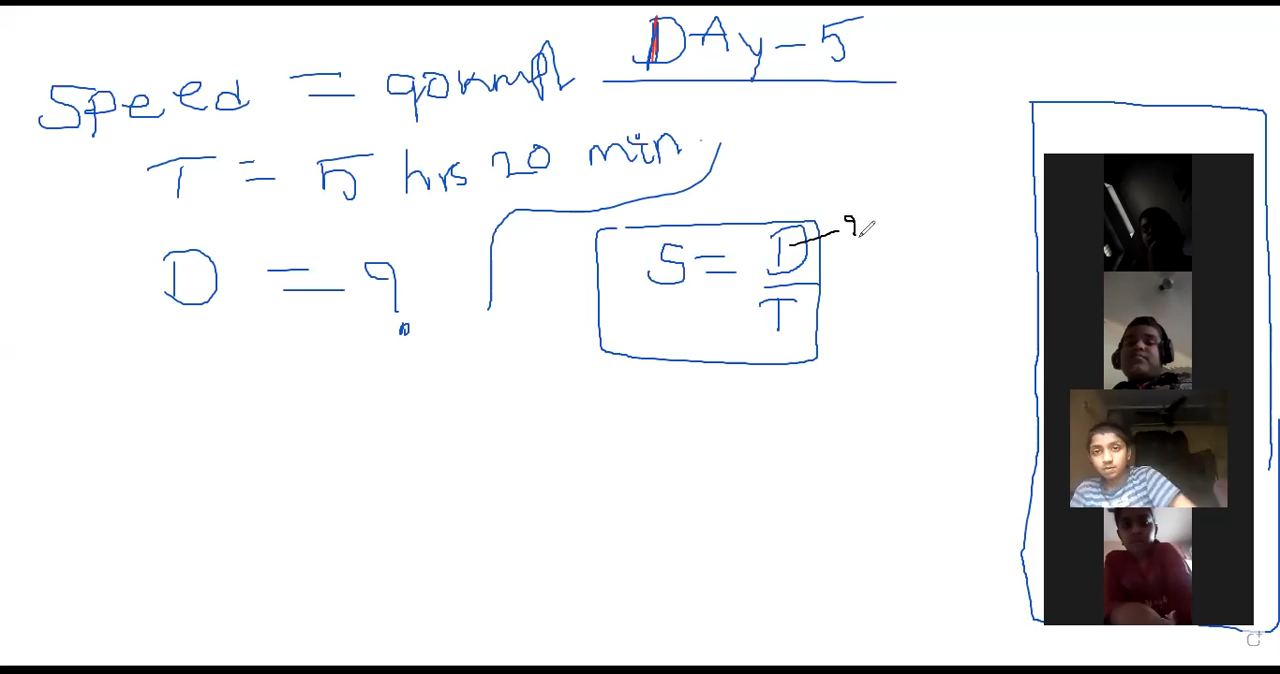 DAy - 5
Speed = 90kmph
T = 5 hrs 20 min
D = ?
S = D/T
?